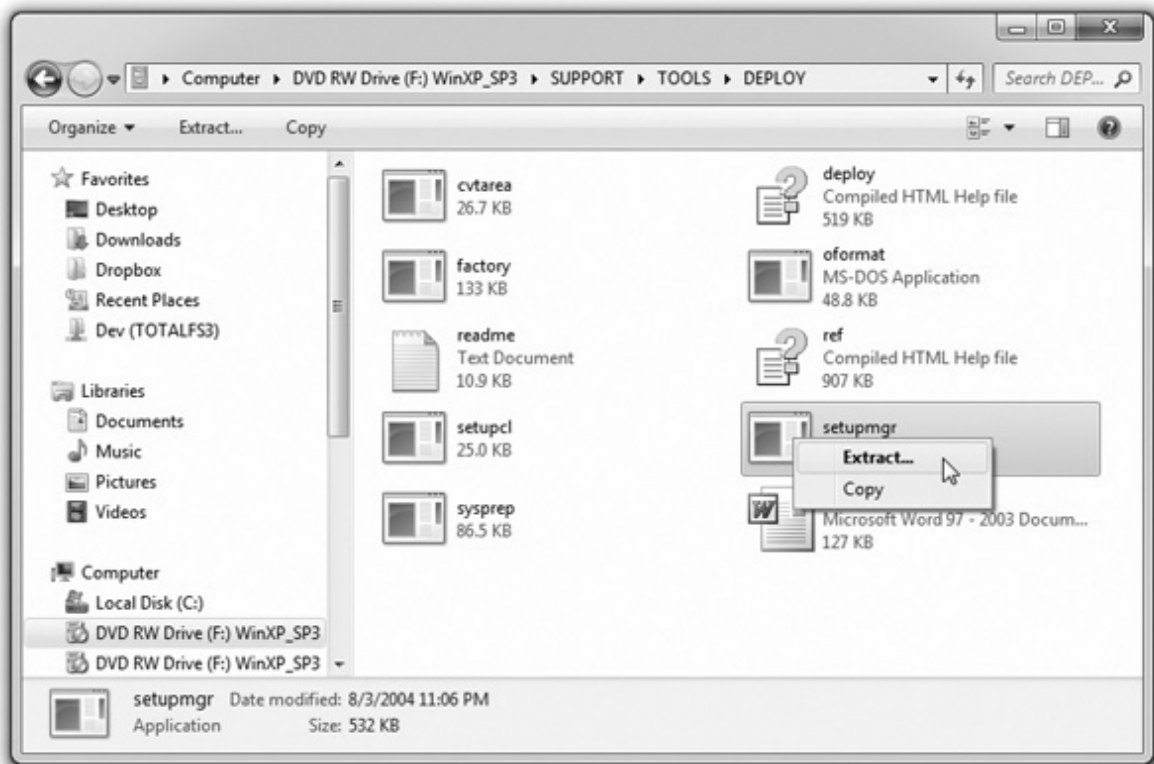 Computer ▸ DVD RW Drive (F:) WinXP_SP3 ▸ SUPPORT ▸ TOOLS ▸ DEPLOY
Search DEP...
Organize Extract... Copy
Favorites
Desktop
Downloads
Dropbox
Recent Places
Dev (TOTALFS3)
Libraries
Documents
Music
Pictures
Videos
Computer
Local Disk (C:)
DVD RW Drive (F:) WinXP_SP3
DVD RW Drive (F:) WinXP_SP3
cvtarea
26.7 KB
deploy
Compiled HTML Help file
519 KB
factory
133 KB
oformat
MS-DOS Application
48.8 KB
readme
Text Document
10.9 KB
ref
Compiled HTML Help file
907 KB
setupcl
25.0 KB
setupmgr
Extract...
Copy
sysprep
86.5 KB
Microsoft Word 97 - 2003 Docum...
127 KB
setupmgr Date modified: 8/3/2004 11:06 PM
Application Size: 532 KB